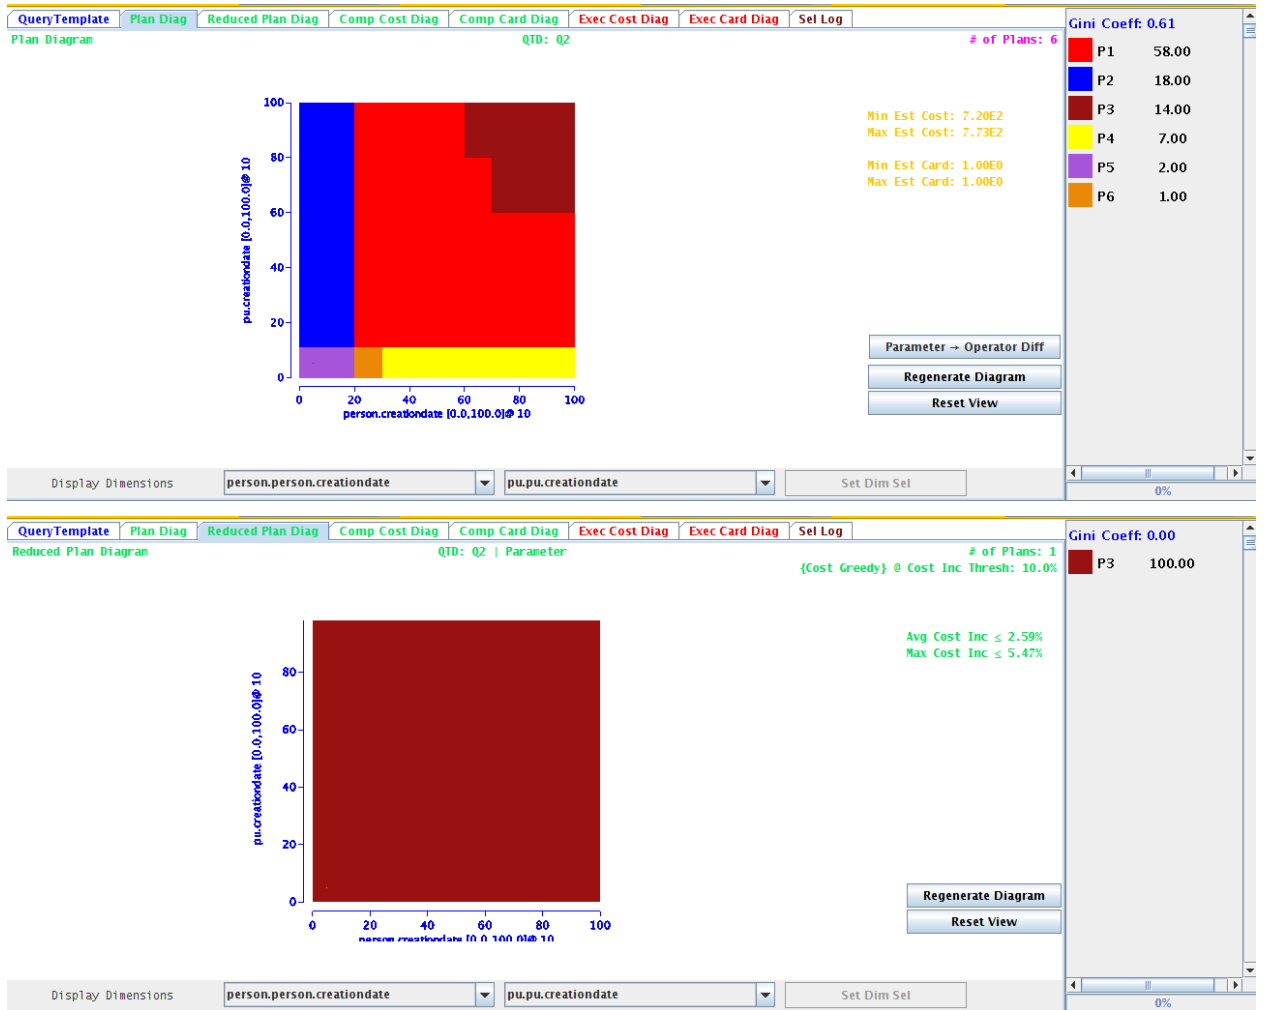 QueryTemplate Plan Diag Reduced Plan Diag Comp Cost Diag Comp Card Diag Exec Cost Diag Exec Card Diag Sel Log
Plan Diagram QTD: Q2 # of Plans: 6
Gini Coeff: 0.61
P1 58.00
P2 18.00
P3 14.00
P4 7.00
P5 2.00
P6 1.00
Min Est Cost: 7.20E2
Max Est Cost: 7.73E2
Min Est Card: 1.00E0
Max Est Card: 1.00E0
100
80
60
40
20
0
pu.creationdate [0.0,100.0]@ 10
0 20 40 60 80 100
person.creationdate [0.0,100.0]@ 10
Parameter → Operator Diff
Regenerate Diagram
Reset View
Display Dimensions person.person.creationdate pu.pu.creationdate Set Dim Sel
0%
QueryTemplate Plan Diag Reduced Plan Diag Comp Cost Diag Comp Card Diag Exec Cost Diag Exec Card Diag Sel Log
Reduced Plan Diagram QTD: Q2 | Parameter # of Plans: 1
{Cost Greedy} @ Cost Inc Thresh: 10.0%
Gini Coeff: 0.00
P3 100.00
Avg Cost Inc ≤ 2.59%
Max Cost Inc ≤ 5.47%
80
60
40
20
0
pu.creationdate [0.0,100.0]@ 10
0 20 40 60 80 100
person.creationdate [0.0,100.0]@ 10
Regenerate Diagram
Reset View
Display Dimensions person.person.creationdate pu.pu.creationdate Set Dim Sel
0%